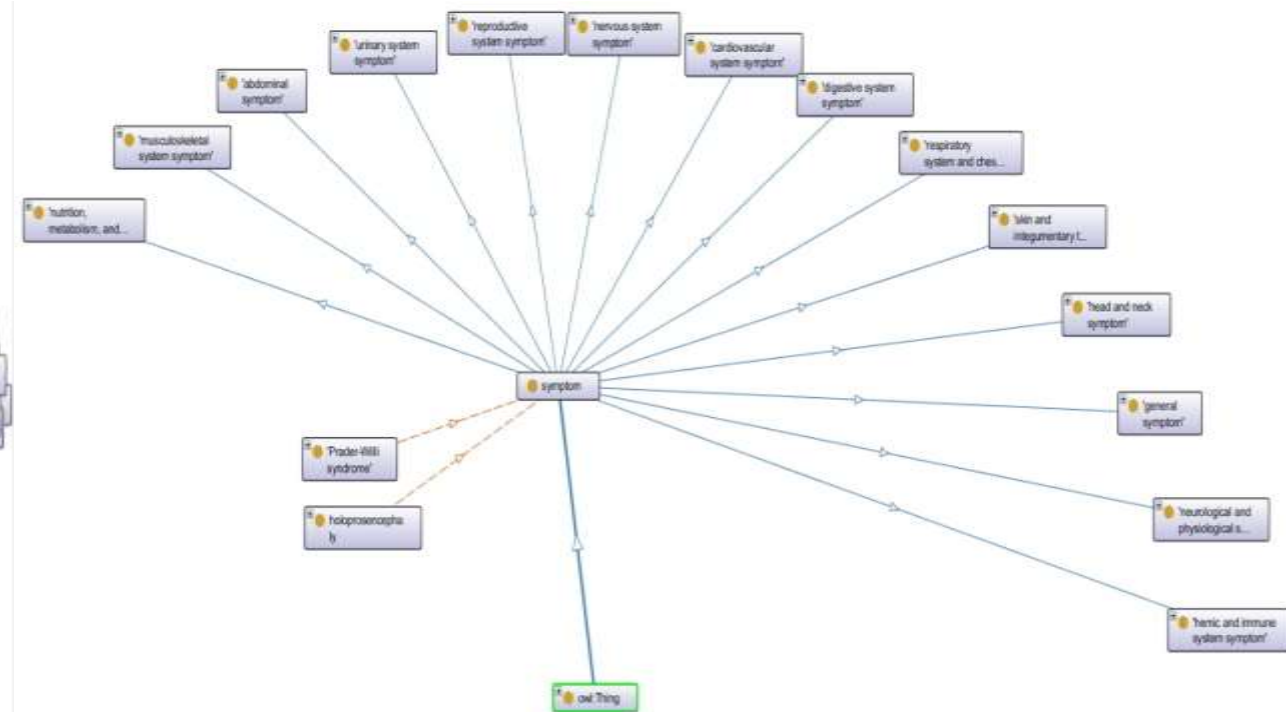 'reproductive
system symptom'
'nervous system
symptom'
'urinary system
symptom'
'cardiovascular
system symptom'
'abdominal
symptom'
'digestive system
symptom'
'musculoskeletal
system symptom'
'respiratory
system and ches...
'nutrition,
metabolism, and...
'skin and
integumentary t...
'head and neck
symptom'
symptom
'general
symptom'
'Prader-Willi
syndrome'
holoprosencepha
ly
'neurological and
physiological s...
'hemic and immune
system symptom'
owl:Thing